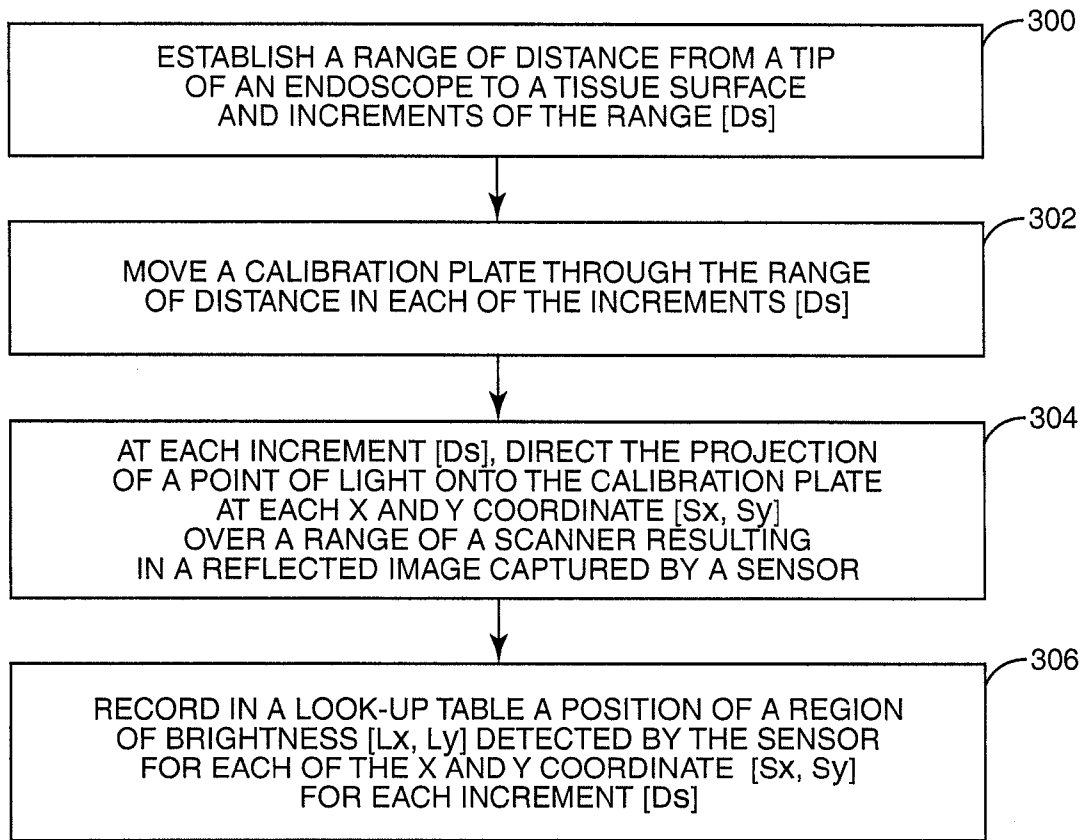 300
ESTABLISH A RANGE OF DISTANCE FROM A TIP
OF AN ENDOSCOPE TO A TISSUE SURFACE
AND INCREMENTS OF THE RANGE [Ds]
302
MOVE A CALIBRATION PLATE THROUGH THE RANGE
OF DISTANCE IN EACH OF THE INCREMENTS [Ds]
304
AT EACH INCREMENT [Ds], DIRECT THE PROJECTION
OF A POINT OF LIGHT ONTO THE CALIBRATION PLATE
AT EACH X AND Y COORDINATE [Sx, Sy]
OVER A RANGE OF A SCANNER RESULTING
IN A REFLECTED IMAGE CAPTURED BY A SENSOR
306
RECORD IN A LOOK-UP TABLE A POSITION OF A REGION
OF BRIGHTNESS [Lx, Ly] DETECTED BY THE SENSOR
FOR EACH OF THE X AND Y COORDINATE [Sx, Sy]
FOR EACH INCREMENT [Ds]